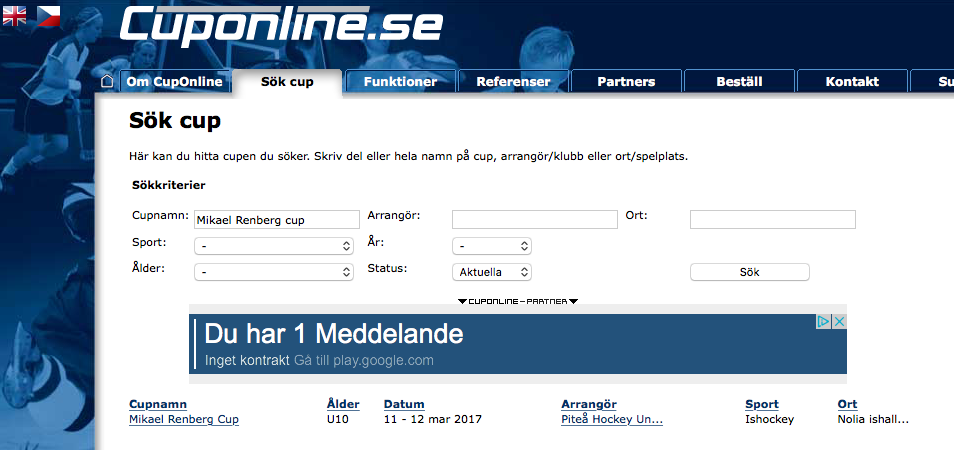 Cuponline.se
Om CupOnline Sök cup Funktioner Referenser Partners Beställ Kontakt Su
Sök cup
Här kan du hitta cupen du söker. Skriv del eller hela namn på cup, arrangör/klubb eller ort/spelplats.
Sökkriterier
Cupnamn: Mikael Renberg cup Arrangör: Ort:
Sport: - År: -
Ålder: - Status: Aktuella Sök
CUPONLINE-PARTNER
Du har 1 Meddelande
Inget kontrakt Gå till play.google.com
Cupnamn Ålder Datum Arrangör Sport Ort
Mikael Renberg Cup U10 11 - 12 mar 2017 Piteå Hockey Un... Ishockey Nolia ishall...